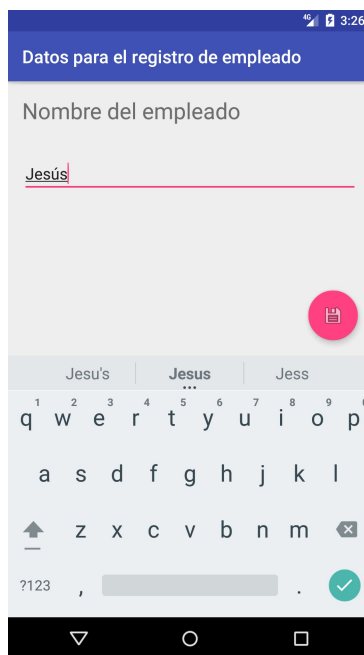 4G 3:26
Datos para el registro de empleado
Nombre del empleado
Jesús
Jesu's Jesus Jess
1 2 3 4 5 6 7 8 9
q w e r t y u i o p
a s d f g h j k l
z x c v b n m
?123 , .